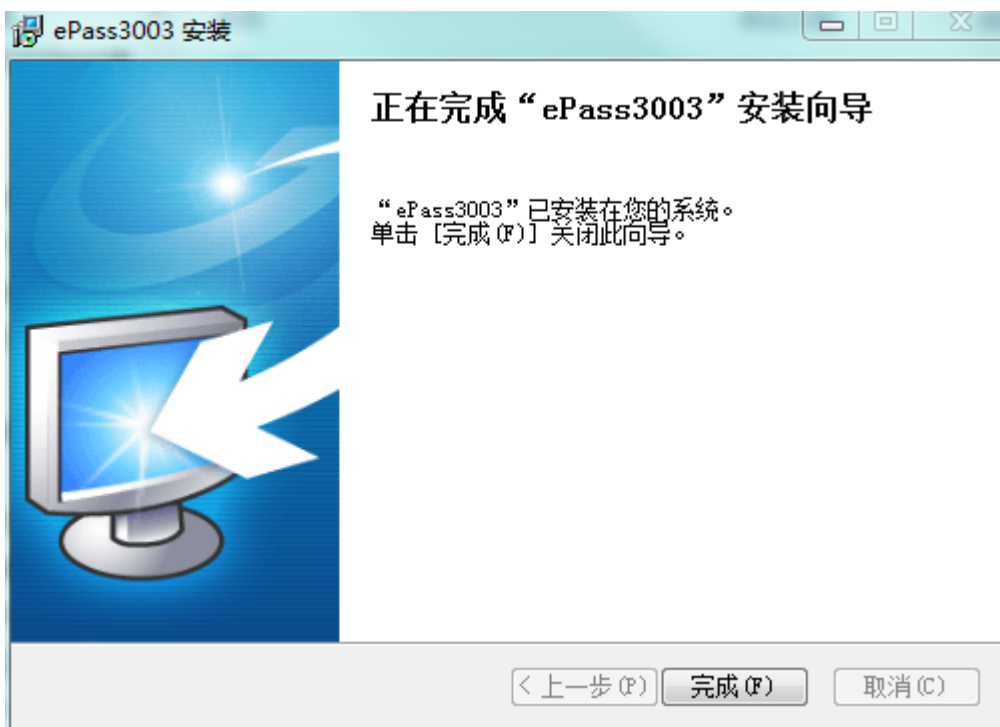 ePass3003 安装
正在完成“ePass3003”安装向导
“ePass3003”已安装在您的系统。
单击 [完成(F)] 关闭此向导。
< 上一步(P) 完成(F) 取消(C)